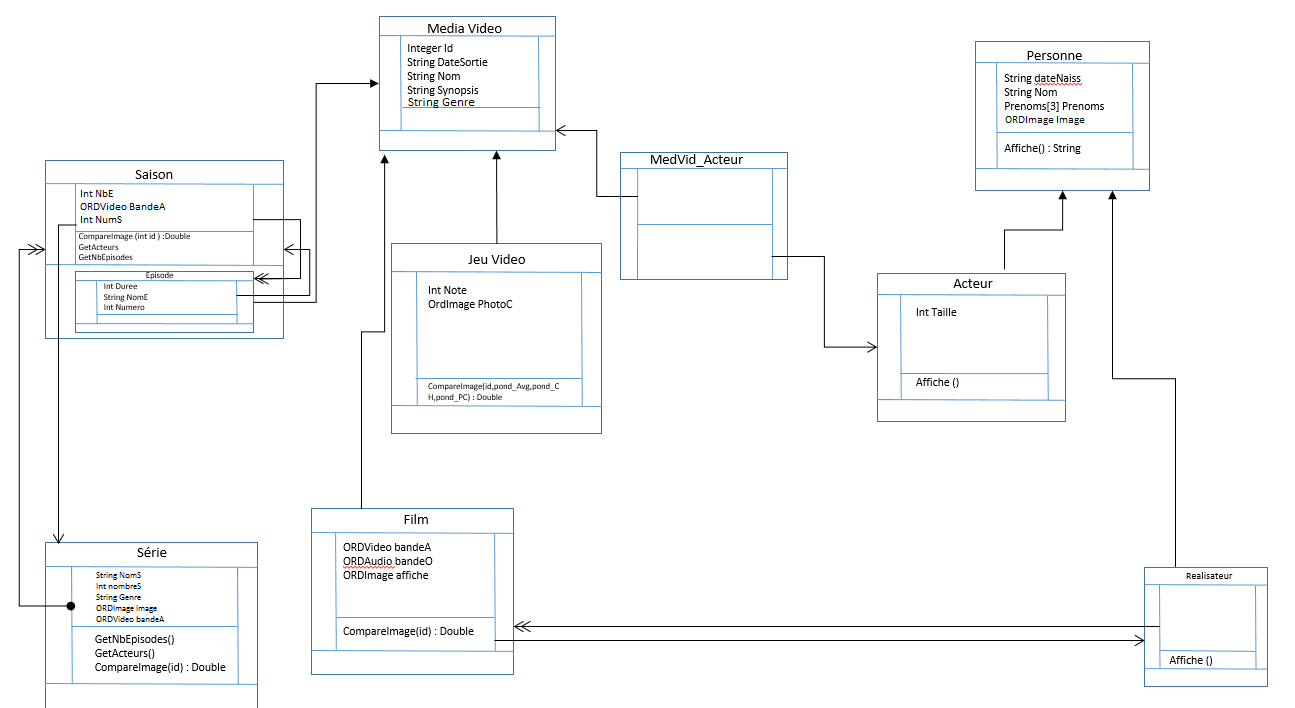 Media Video
Integer Id
String DateSortie
String Nom
String Synopsis
String Genre
Personne
String dateNaiss
String Nom
Prenoms[3] Prenoms
ORDImage Image
Affiche() : String
MedVid_Acteur
Saison
Int NbE
ORDVideo BandeA
Int NumS
CompareImage (int id ) :Double
GetActeurs
GetNbEpisodes
Episode
Int Duree
String NomE
Int Numero
Jeu Video
Int Note
OrdImage PhotoC
CompareImage(id,pond_Avg,pond_C
H,pond_PC) : Double
Acteur
Int Taille
Affiche ()
Film
ORDVideo bandeA
ORDAudio bandeO
ORDImage affiche
CompareImage(id) : Double
Série
String NomS
Int nombreS
String Genre
ORDImage Image
ORDVideo bandeA
GetNbEpisodes()
GetActeurs()
CompareImage(id) : Double
Realisateur
Affiche ()